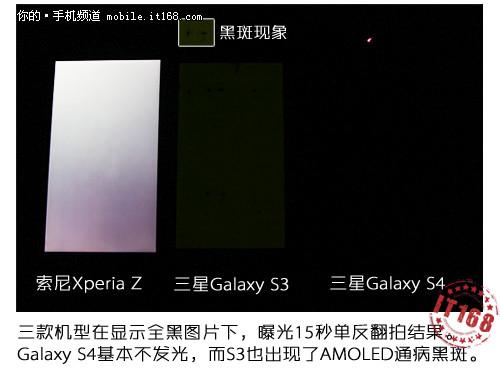 你的·手机频道 mobile.it168.com
黑斑现象
索尼Xperia Z
三星Galaxy S3
三星Galaxy S4
IT168
三款机型在显示全黑图片下，曝光15秒单反翻拍结果。
Galaxy S4基本不发光，而S3也出现了AMOLED通病黑斑。